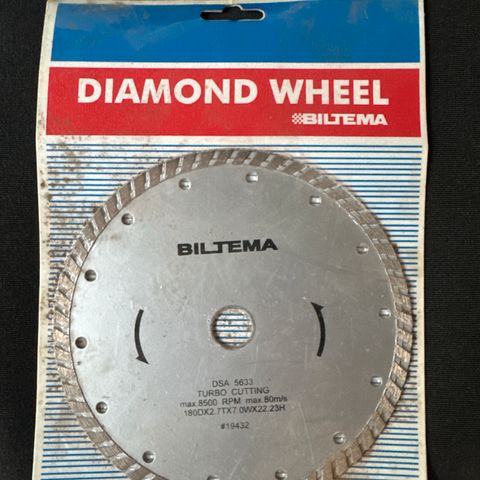 DIAMOND WHEEL
BILTEMA
BILTEMA
DSA 5633
TURBO CUTTING
max.8500 RPM max.80m/s
180DX2.7TX7.0WX22.23H
#19432